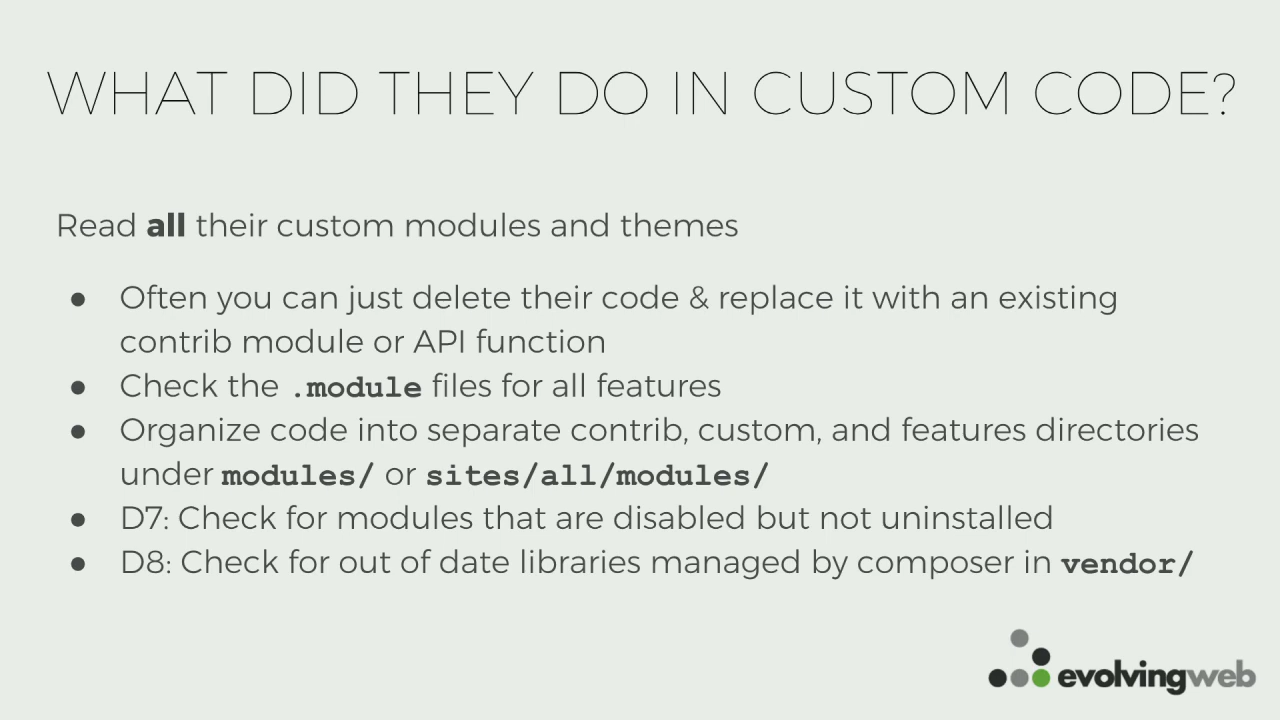 WHAT DID THEY DO IN CUSTOM CODE?
Read all their custom modules and themes
● Often you can just delete their code & replace it with an existing
contrib module or API function
● Check the .module files for all features
● Organize code into separate contrib, custom, and features directories
under modules/ or sites/all/modules/
● D7: Check for modules that are disabled but not uninstalled
● D8: Check for out of date libraries managed by composer in vendor/
evolvingweb